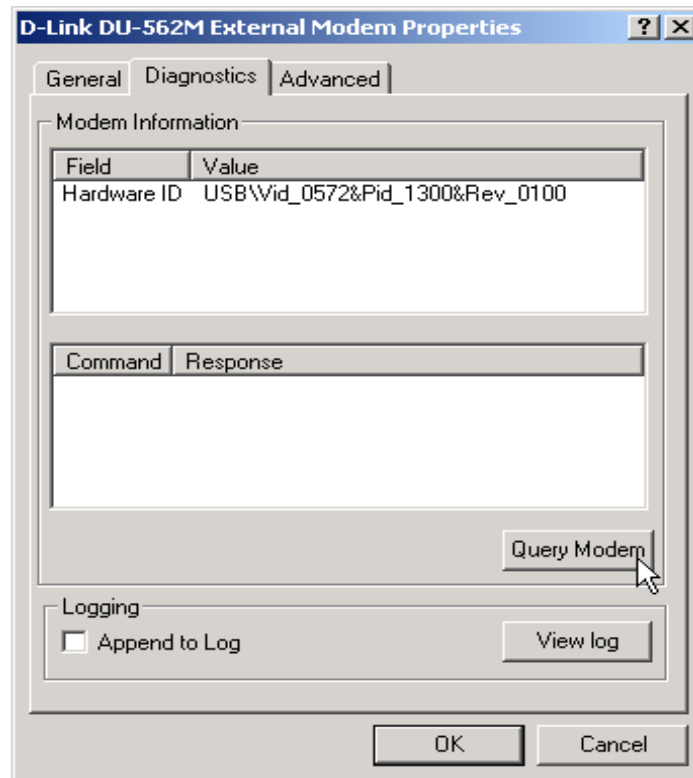 D-Link DU-562M External Modem Properties
General Diagnostics Advanced
Modem Information
Field Value
Hardware ID USB\Vid_0572&Pid_1300&Rev_0100
Command Response
Query Modem
Logging
Append to Log View log
OK Cancel